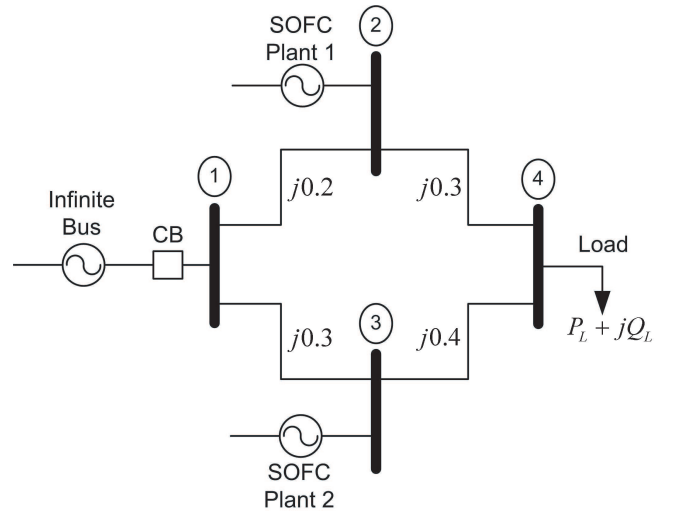 SOFC
Plant 1
2
1
j0.2
j0.3
4
Infinite
Bus
CB
Load
3
j0.3
j0.4
P_L + jQ_L
SOFC
Plant 2